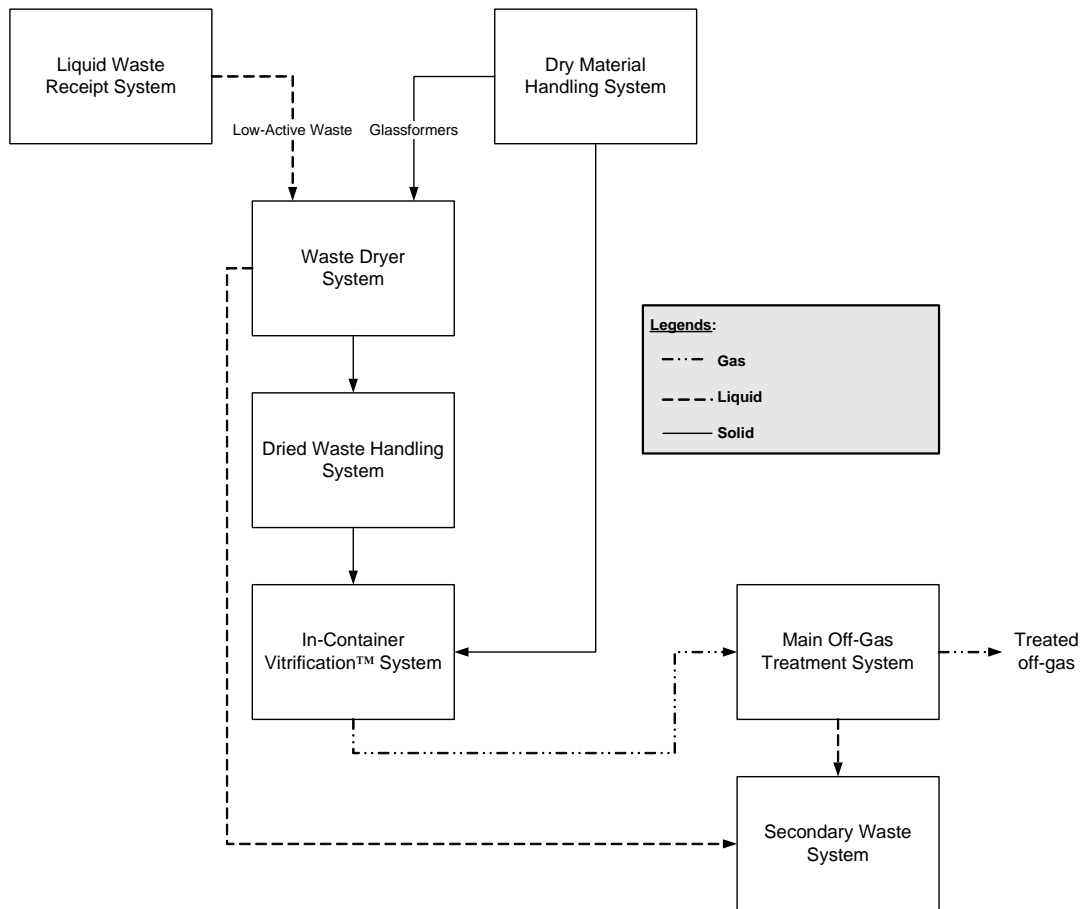 Liquid Waste
Receipt System
Dry Material
Handling System
Low-Active Waste
Glassformers
Waste Dryer
System
Legends:
Gas
Liquid
Solid
Dried Waste Handling
System
In-Container
Vitrification™ System
Main Off-Gas
Treatment System
Treated
off-gas
Secondary Waste
System